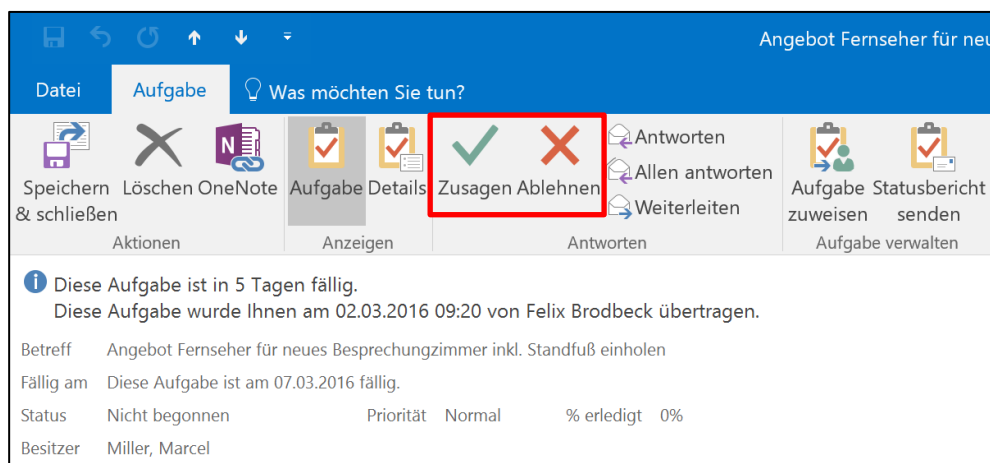 Angebot Fernseher für neu
Datei Aufgabe Was möchten Sie tun?
Speichern & schließen
Löschen
OneNote
Aufgabe
Details
Zusagen
Ablehnen
Antworten
Allen antworten
Weiterleiten
Aufgabe zuweisen
Statusbericht senden
Aktionen Anzeigen Antworten Aufgabe verwalten
Diese Aufgabe ist in 5 Tagen fällig.
Diese Aufgabe wurde Ihnen am 02.03.2016 09:20 von Felix Brodbeck übertragen.
Betreff Angebot Fernseher für neues Besprechungzimmer inkl. Standfuß einholen
Fällig am Diese Aufgabe ist am 07.03.2016 fällig.
Status Nicht begonnen Priorität Normal % erledigt 0%
Besitzer Miller, Marcel